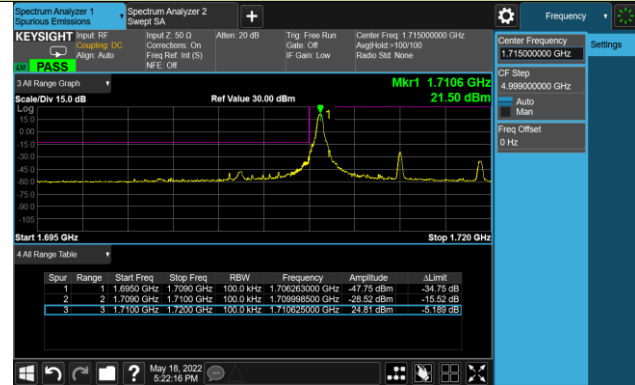 Spectrum Analyzer 1
Spurious Emissions
Spectrum Analyzer 2
Swept SA
Frequency
KEYSIGHT
Input: RF
Coupling: DC
Align: Auto
Input Z: 50 Ω
Corrections: On
Freq Ref: Int (S)
NFE: Off
Atten: 20 dB
Trig: Free Run
Gate: Off
IF Gain: Low
Center Freq: 1.715000000 GHz
Avg|Hold:>100/100
Radio Std: None
PASS
Center Frequency
1.715000000 GHz
Settings
CF Step
4.999000000 GHz
Auto
Man
Freq Offset
0 Hz
3 All Range Graph
Mkr1 1.7106 GHz
21.50 dBm
Scale/Div 15.0 dB
Ref Value 30.00 dBm
Log
15.0
0.00
-15.0
-30.0
-45.0
-60.0
-75.0
-90.0
-105
1
Start 1.695 GHz
Stop 1.720 GHz
4 All Range Table
Spur Range Start Freq Stop Freq RBW Frequency Amplitude ΔLimit
1 1 1.6950 GHz 1.7090 GHz 100.0 kHz 1.706263000 GHz -47.75 dBm -34.75 dB
2 2 1.7090 GHz 1.7100 GHz 100.0 kHz 1.709998500 GHz -28.52 dBm -15.52 dB
3 3 1.7100 GHz 1.7200 GHz 100.0 kHz 1.710625000 GHz 24.81 dBm -5.189 dB
?
May 18, 2022
5:22:16 PM